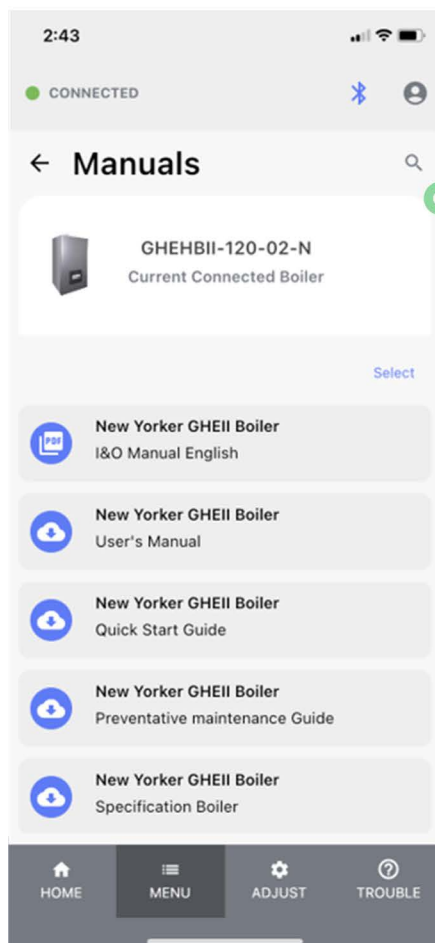 2:43
CONNECTED
Manuals
GHEHBII-120-02-N
Current Connected Boiler
Select
PDF
New Yorker GHEII Boiler
I&O Manual English
New Yorker GHEII Boiler
User's Manual
New Yorker GHEII Boiler
Quick Start Guide
New Yorker GHEII Boiler
Preventative maintenance Guide
New Yorker GHEII Boiler
Specification Boiler
HOME MENU ADJUST TROUBLE